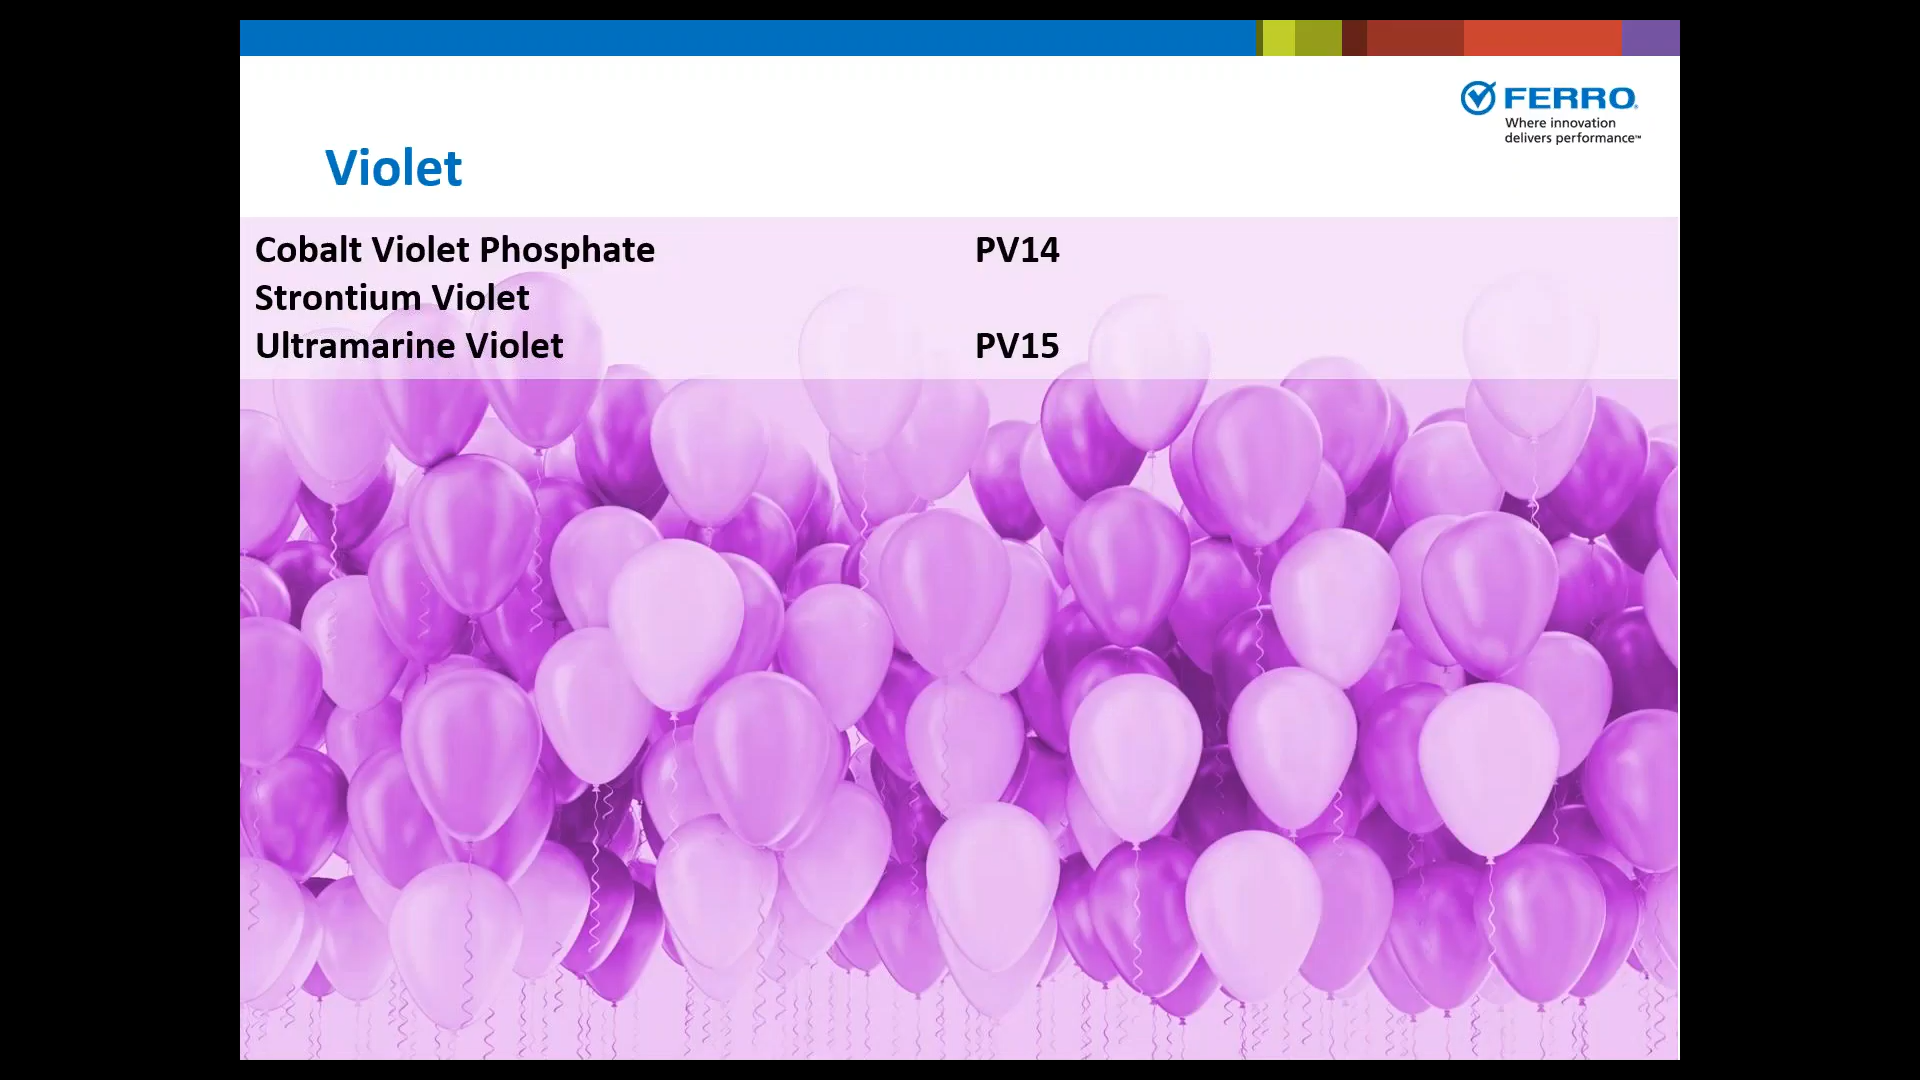 FERRO
Where innovation
delivers performance™
Violet
Cobalt Violet Phosphate PV14
Strontium Violet
Ultramarine Violet PV15